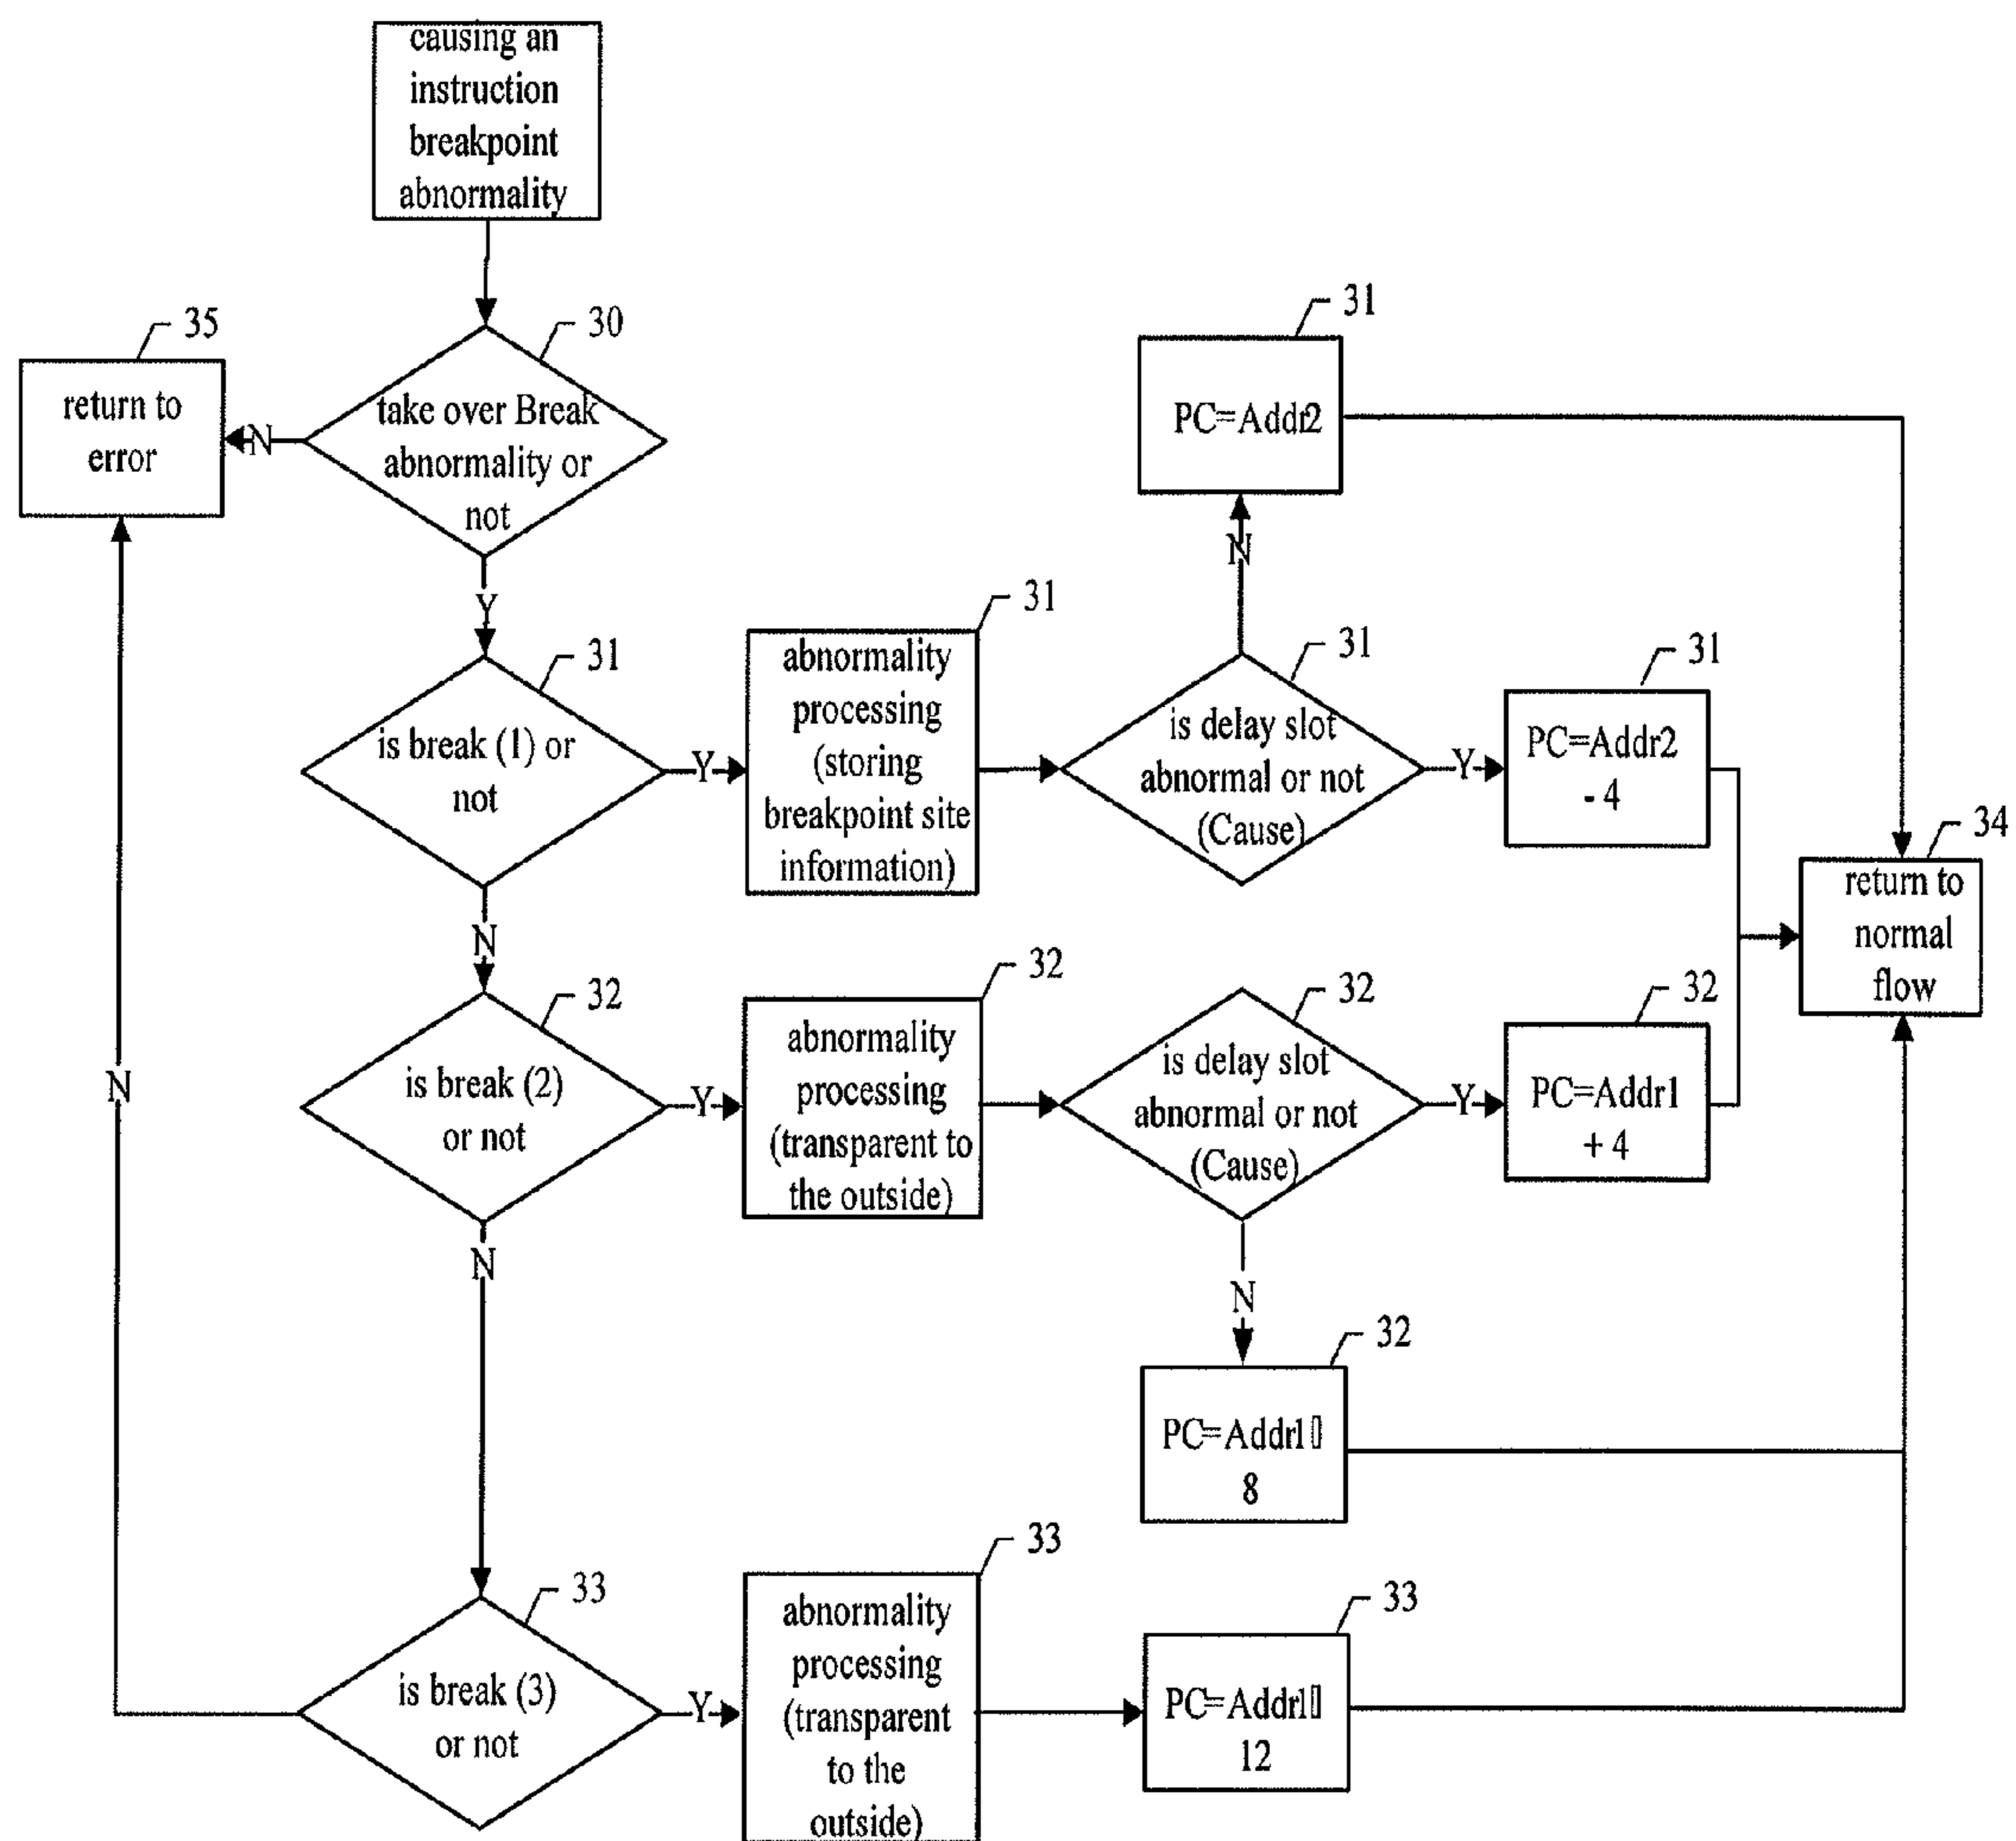 causing an
instruction
breakpoint
abnormality
35
return to
error
30
take over Break
abnormality or
not
N
Y
31
PC=Addr2
N
31
is break (1) or
not
Y
31
abnormality
processing
(storing
breakpoint site
information)
31
is delay slot
abnormal or not
(Cause)
Y
31
PC=Addr2
- 4
34
return to
normal
flow
N
32
is break (2)
or not
Y
32
abnormality
processing
(transparent to
the outside)
32
is delay slot
abnormal or not
(Cause)
Y
32
PC=Addr1
+ 4
N
N
N
32
PC=Addr1▯
8
33
is break (3)
or not
Y
33
abnormality
processing
(transparent
to the
outside)
33
PC=Addr1▯
12